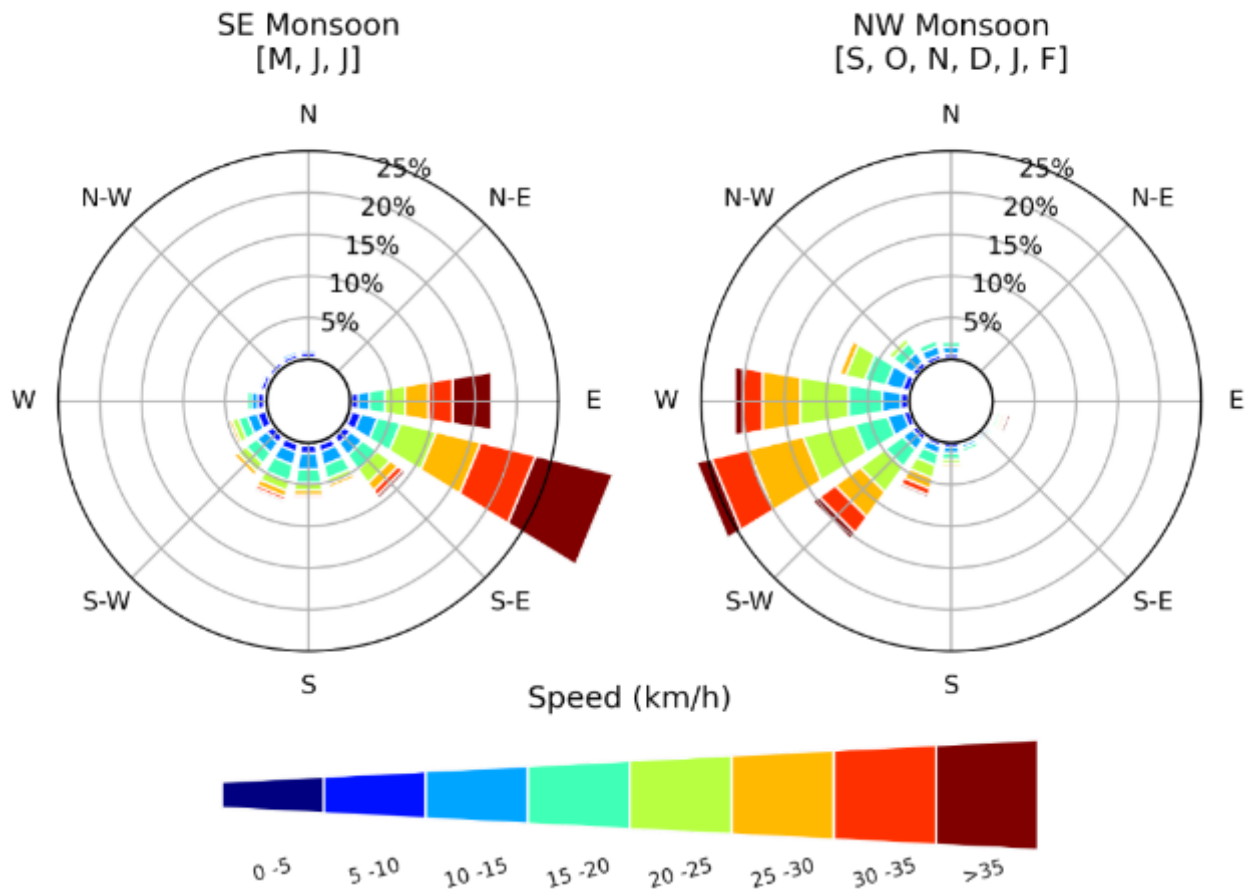 SE Monsoon
[M, J, J]
N
25%
N-W
N-E
20%
15%
10%
5%
W
E
S-W
S-E
S
NW Monsoon
[S, O, N, D, J, F]
N
25%
N-W
N-E
20%
15%
10%
5%
W
E
S-W
S-E
S
Speed (km/h)
0 -5
5 -10
10 -15
15 -20
20 -25
25 -30
30 -35
>35